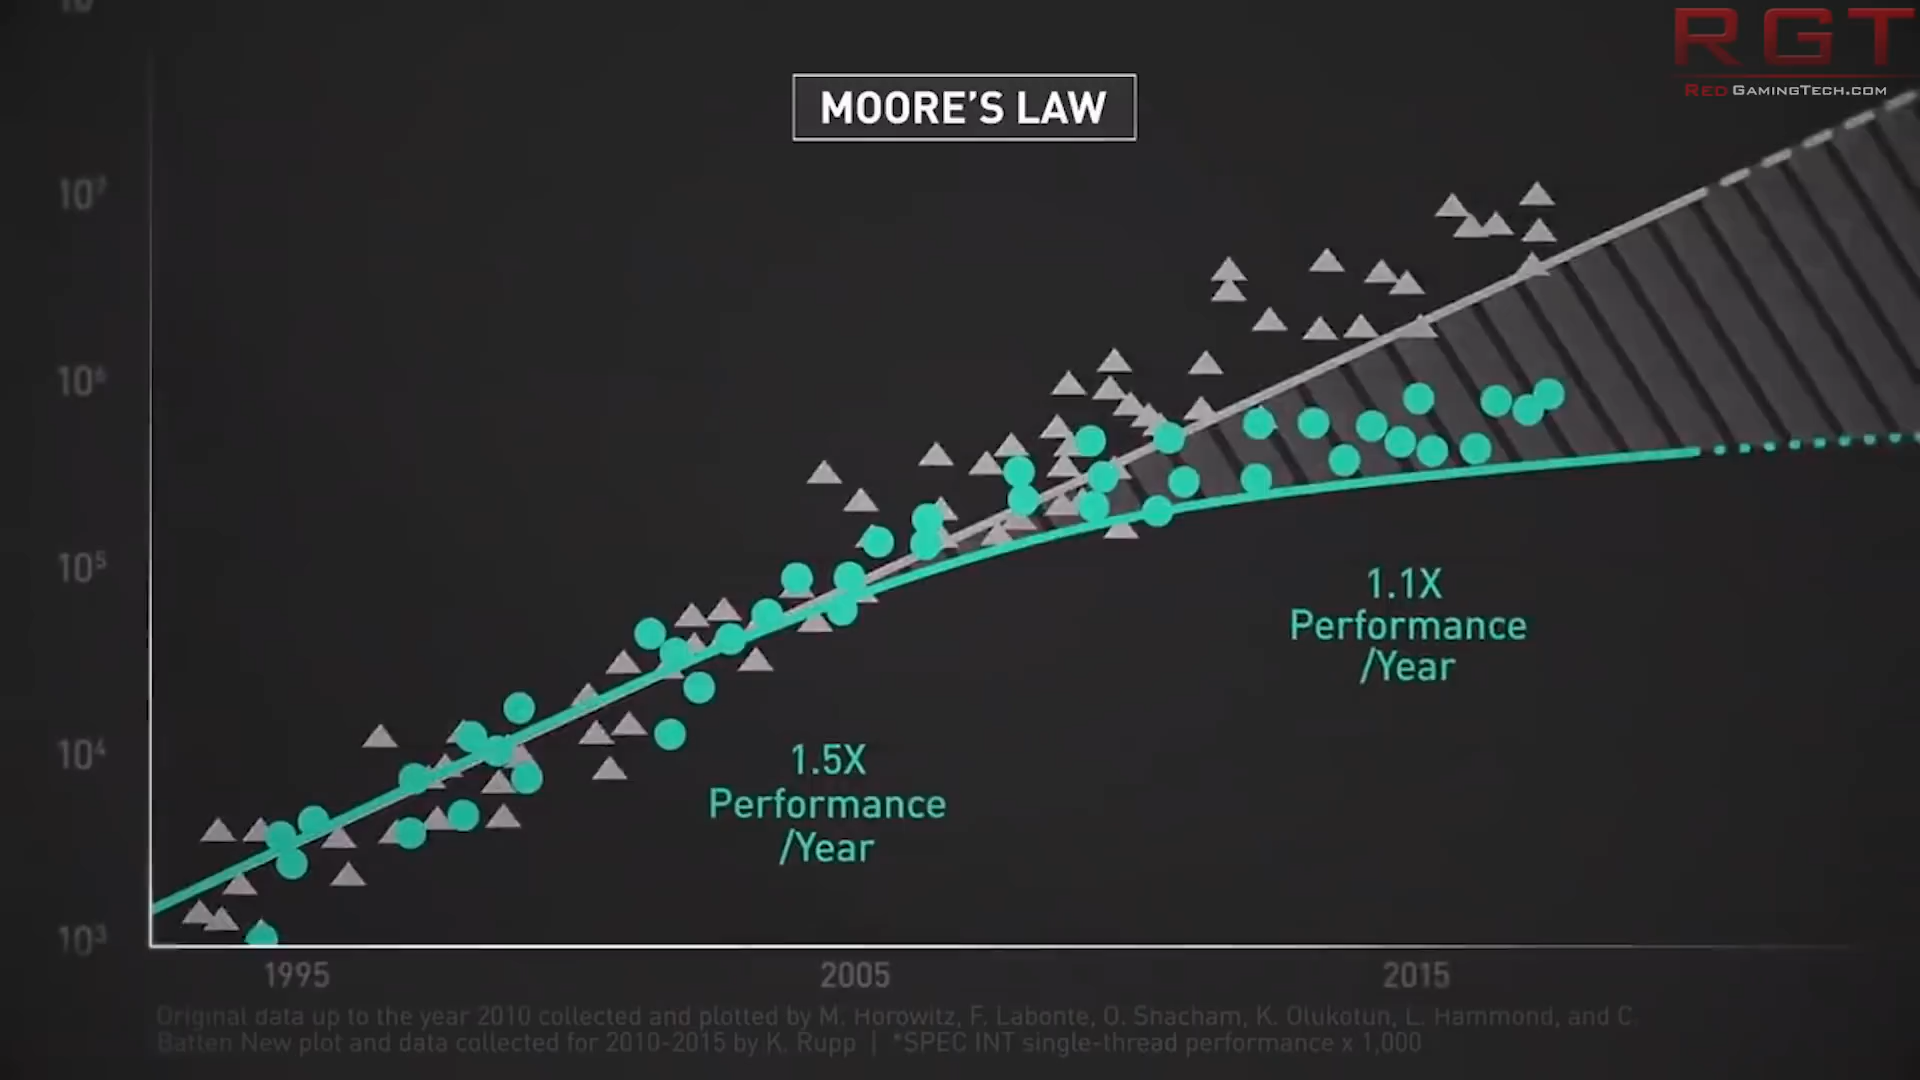 RGT
REDGAMINGTECH.COM
MOORE'S LAW
10⁷
10⁶
10⁵
10⁴
10³
1.1X
Performance
/Year
1.5X
Performance
/Year
1995
2005
2015
Original data up to the year 2010 collected and plotted by M. Horowitz, F. Labonte, O. Shacham, K. Olukotun, L. Hammond, and C.
Batten New plot and data collected for 2010-2015 by K. Rupp | *SPEC INT single-thread performance x 1,000